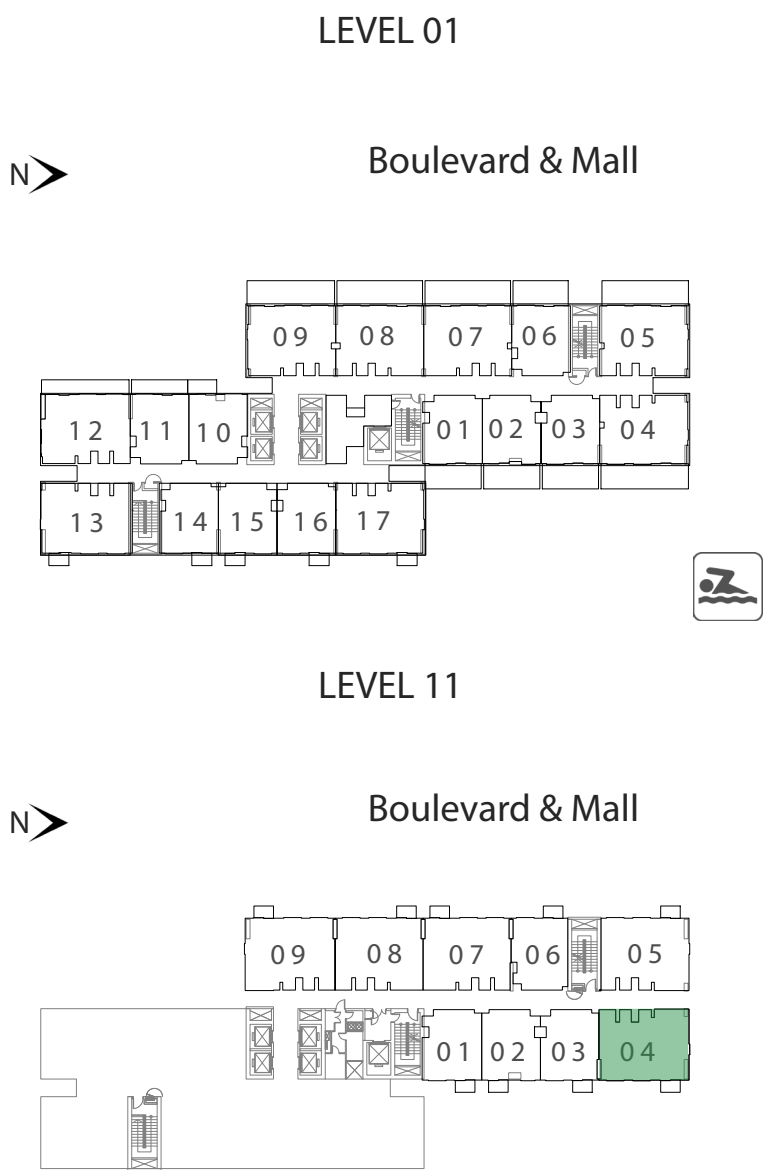 LEVEL 01
Boulevard & Mall
N
09 08 07 06 05
12 11 10 01 02 03 04
13 14 15 16 17
LEVEL 11
Boulevard & Mall
N
09 08 07 06 05
01 02 03 04